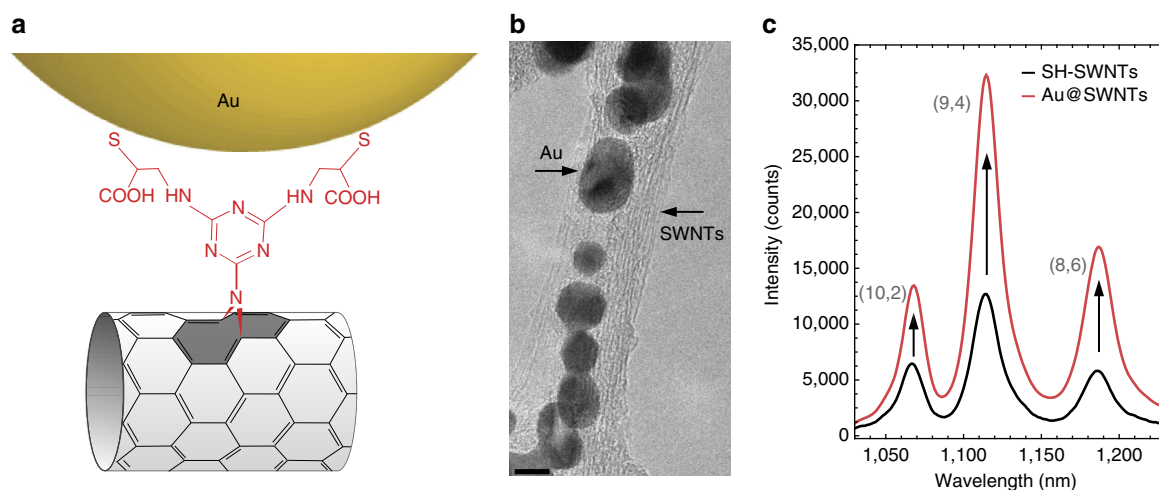 a
Au
S
S
COOH
HN
HN
COOH
N
N
N
N
b
Au
SWNTs
c
35,000
30,000
25,000
20,000
15,000
10,000
5,000
0
Intensity (counts)
SH-SWNTs
Au@SWNTs
(9,4)
(10,2)
(8,6)
1,050
1,100
1,150
1,200
Wavelength (nm)